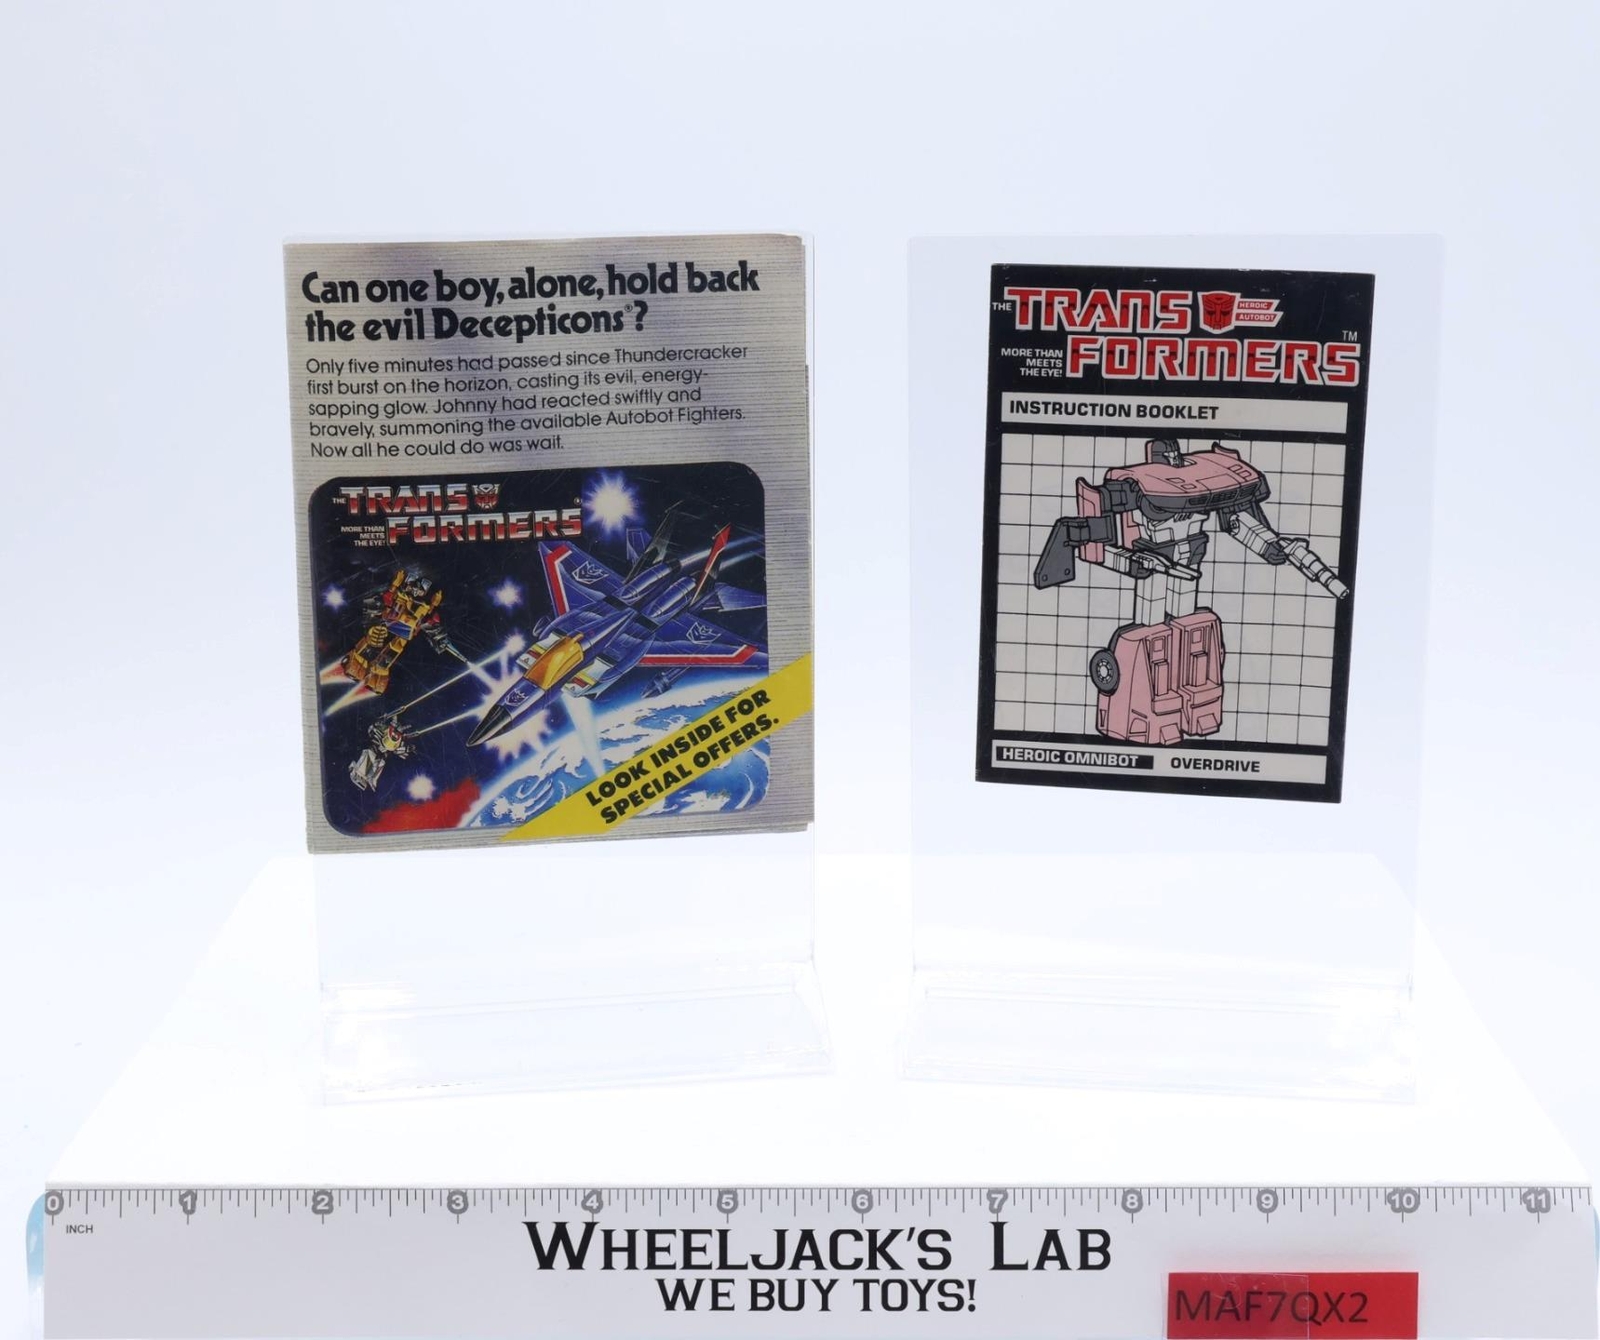 Can one boy, alone, hold back
the evil Decepticons®?
Only five minutes had passed since Thundercracker
first burst on the horizon, casting its evil, energy-
sapping glow. Johnny had reacted swiftly and
bravely, summoning the available Autobot Fighters.
Now all he could do was wait.
THE TRANS
FORMERS®
MORE THAN
MEETS
THE EYE!
LOOK INSIDE FOR
SPECIAL OFFERS.
THE TRANS
HEROIC
AUTOBOT
FORMERS™
MORE THAN
MEETS
THE EYE!
INSTRUCTION BOOKLET
HEROIC OMNIBOT OVERDRIVE
0 1 2 3 4 5 6 7 8 9 10 11
INCH
WHEELJACK'S LAB
WE BUY TOYS!
MAF7QX2